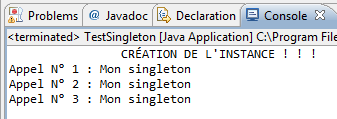 Problems @ Javadoc Declaration Console
<terminated> TestSingleton [Java Application] C:\Program File
CRÉATION DE L'INSTANCE ! ! !
Appel N° 1 : Mon singleton
Appel N° 2 : Mon singleton
Appel N° 3 : Mon singleton